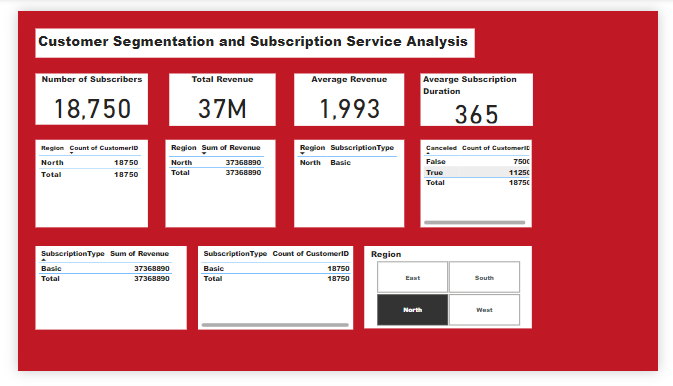 Customer Segmentation and Subscription Service Analysis
Number of Subscribers
18,750
Total Revenue
37M
Average Revenue
1,993
Avearge Subscription
Duration
365
Region Count of CustomerID
North 18750
Total 18750
Region Sum of Revenue
North 37368890
Total 37368890
Region SubscriptionType
North Basic
Canceled Count of CustomerID
False 7500
True 11250
Total 18750
SubscriptionType Sum of Revenue
Basic 37368890
Total 37368890
SubscriptionType Count of CustomerID
Basic 18750
Total 18750
Region
East South
North West